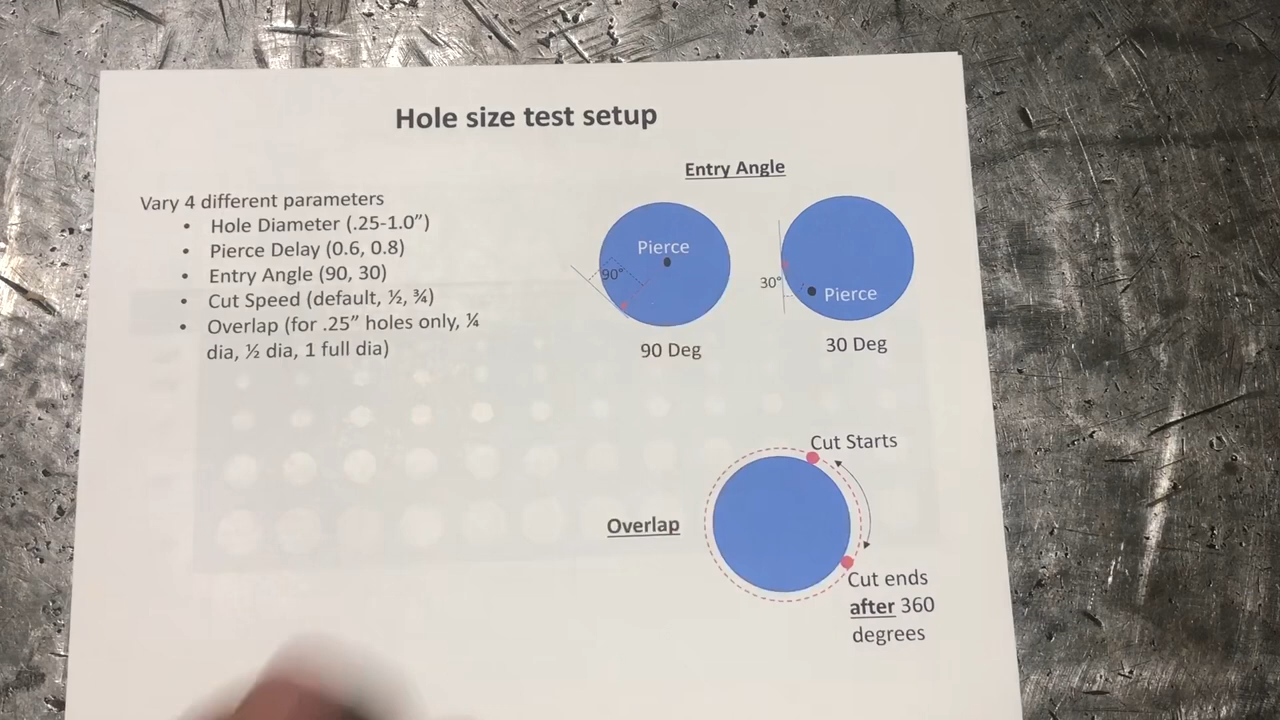 Hole size test setup
Entry Angle
Vary 4 different parameters
• Hole Diameter (.25-1.0”)
• Pierce Delay (0.6, 0.8)
• Entry Angle (90, 30)
• Cut Speed (default, ½, ¾)
• Overlap (for .25” holes only, ¼
dia, ½ dia, 1 full dia)
Pierce
90°
90 Deg
30°
Pierce
30 Deg
Cut Starts
Overlap
Cut ends
after 360
degrees